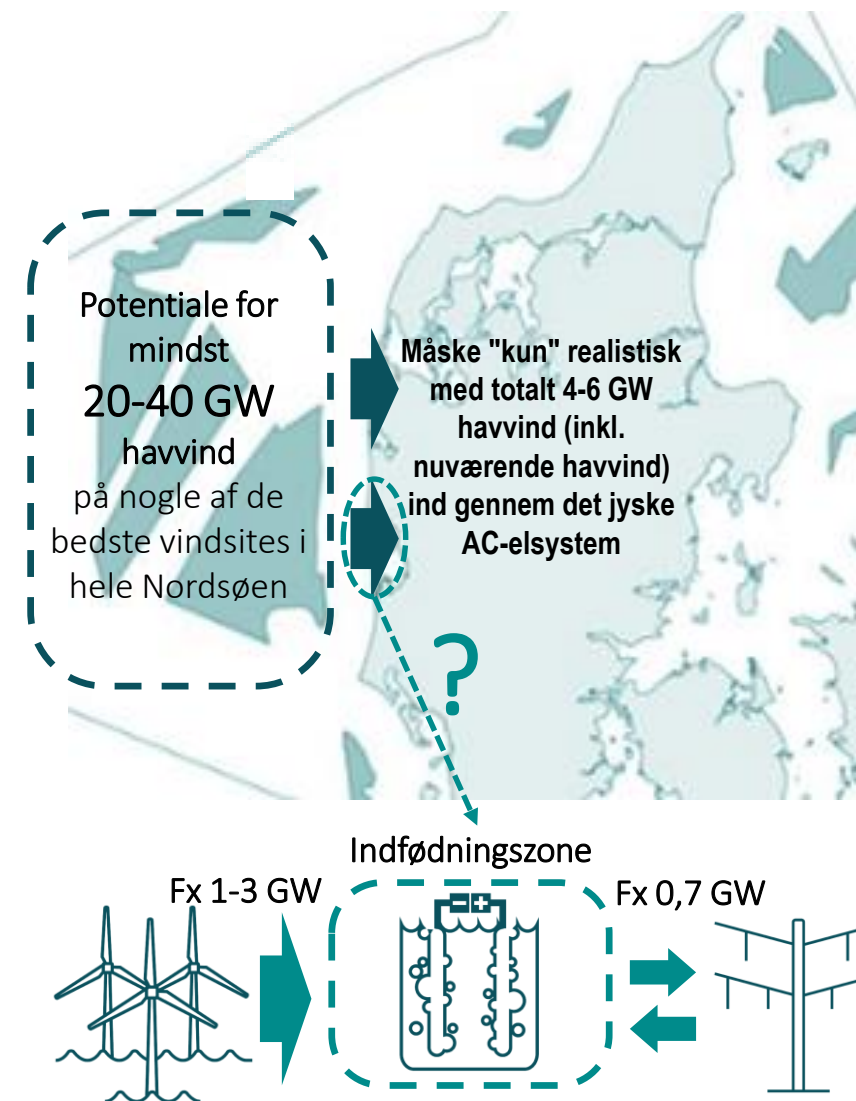 Potentiale for
mindst
20-40 GW
havvind
på nogle af de
bedste vindsites i
hele Nordsøen
Måske "kun" realistisk
med totalt 4-6 GW
havvind (inkl.
nuværende havvind)
ind gennem det jyske
AC-elsystem
?
Indfødningszone
Fx 1-3 GW
Fx 0,7 GW